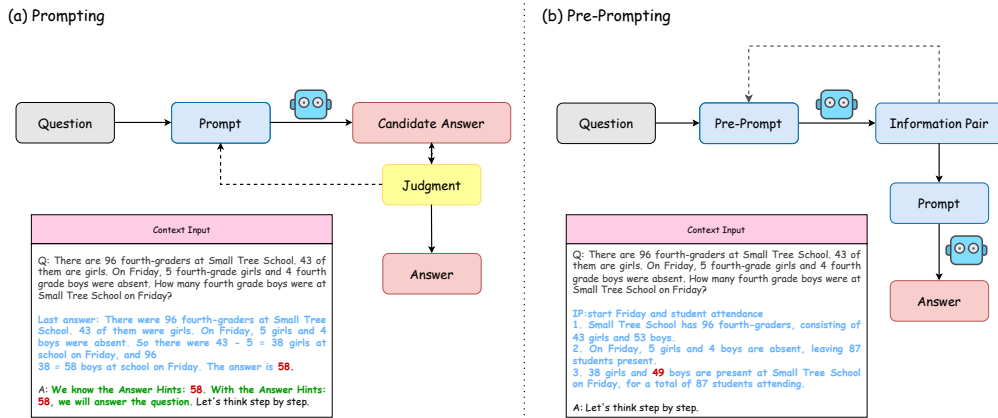 (a) Prompting
Question
Prompt
Candidate Answer
Judgment
Answer
Context Input
Q: There are 96 fourth-graders at Small Tree School. 43 of
them are girls. On Friday, 5 fourth-grade girls and 4 fourth
grade boys were absent. How many fourth grade boys were at
Small Tree School on Friday?
Last answer: There were 96 fourth-graders at Small Tree
School. 43 of them were girls. On Friday, 5 girls and 4
boys were absent. So there were 43 - 5 = 38 girls at
school on Friday, and 96
38 = 58 boys at school on Friday. The answer is 58.
A: We know the Answer Hints: 58. With the Answer Hints:
58, we will answer the question. Let's think step by step.
(b) Pre-Prompting
Question
Pre-Prompt
Information Pair
Prompt
Answer
Context Input
Q: There are 96 fourth-graders at Small Tree School. 43 of
them are girls. On Friday, 5 fourth-grade girls and 4 fourth
grade boys were absent. How many fourth grade boys were at
Small Tree School on Friday?
IP:start Friday and student attendance
1. Small Tree School has 96 fourth-graders, consisting of
43 girls and 53 boys.
2. On Friday, 5 girls and 4 boys are absent, leaving 87
students present.
3. 38 girls and 49 boys are present at Small Tree School
on Friday, for a total of 87 students attending.
A: Let's think step by step.